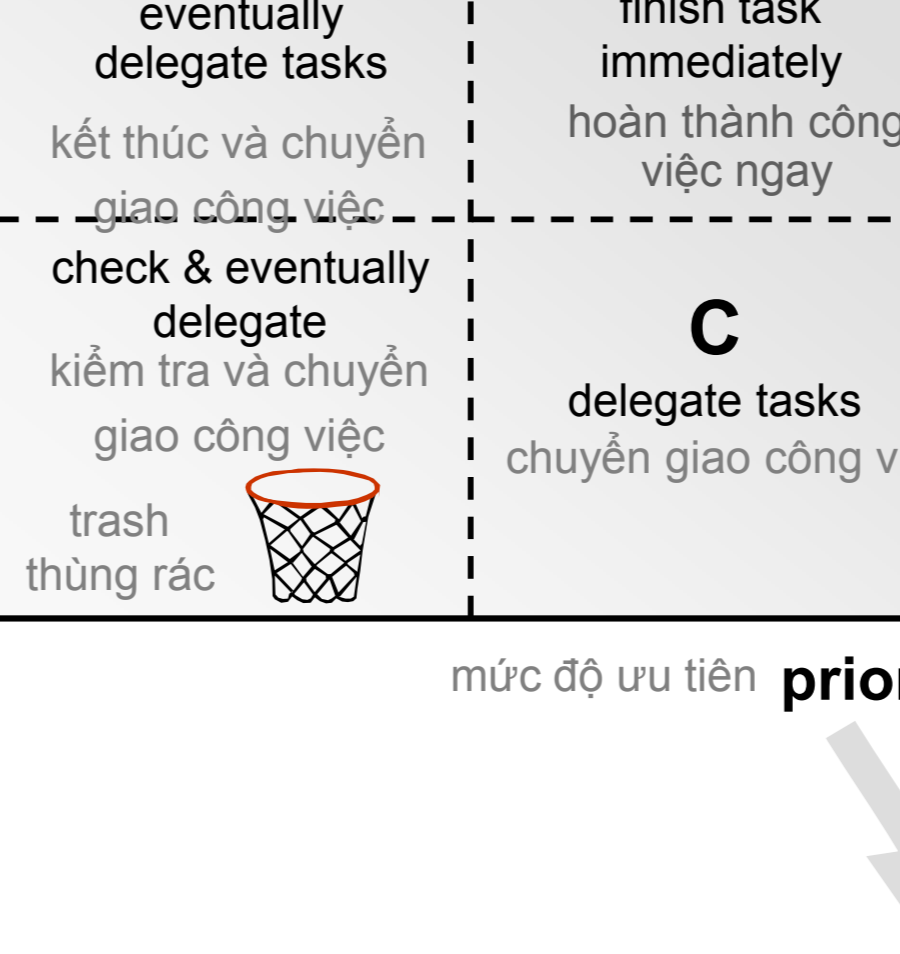 eventually
delegate tasks
kết thúc và chuyển
giao công việc
finish task
immediately
hoàn thành công
việc ngay
check & eventually
delegate
kiểm tra và chuyển
giao công việc
trash
thùng rác
C
delegate tasks
chuyển giao công
mức độ ưu tiên